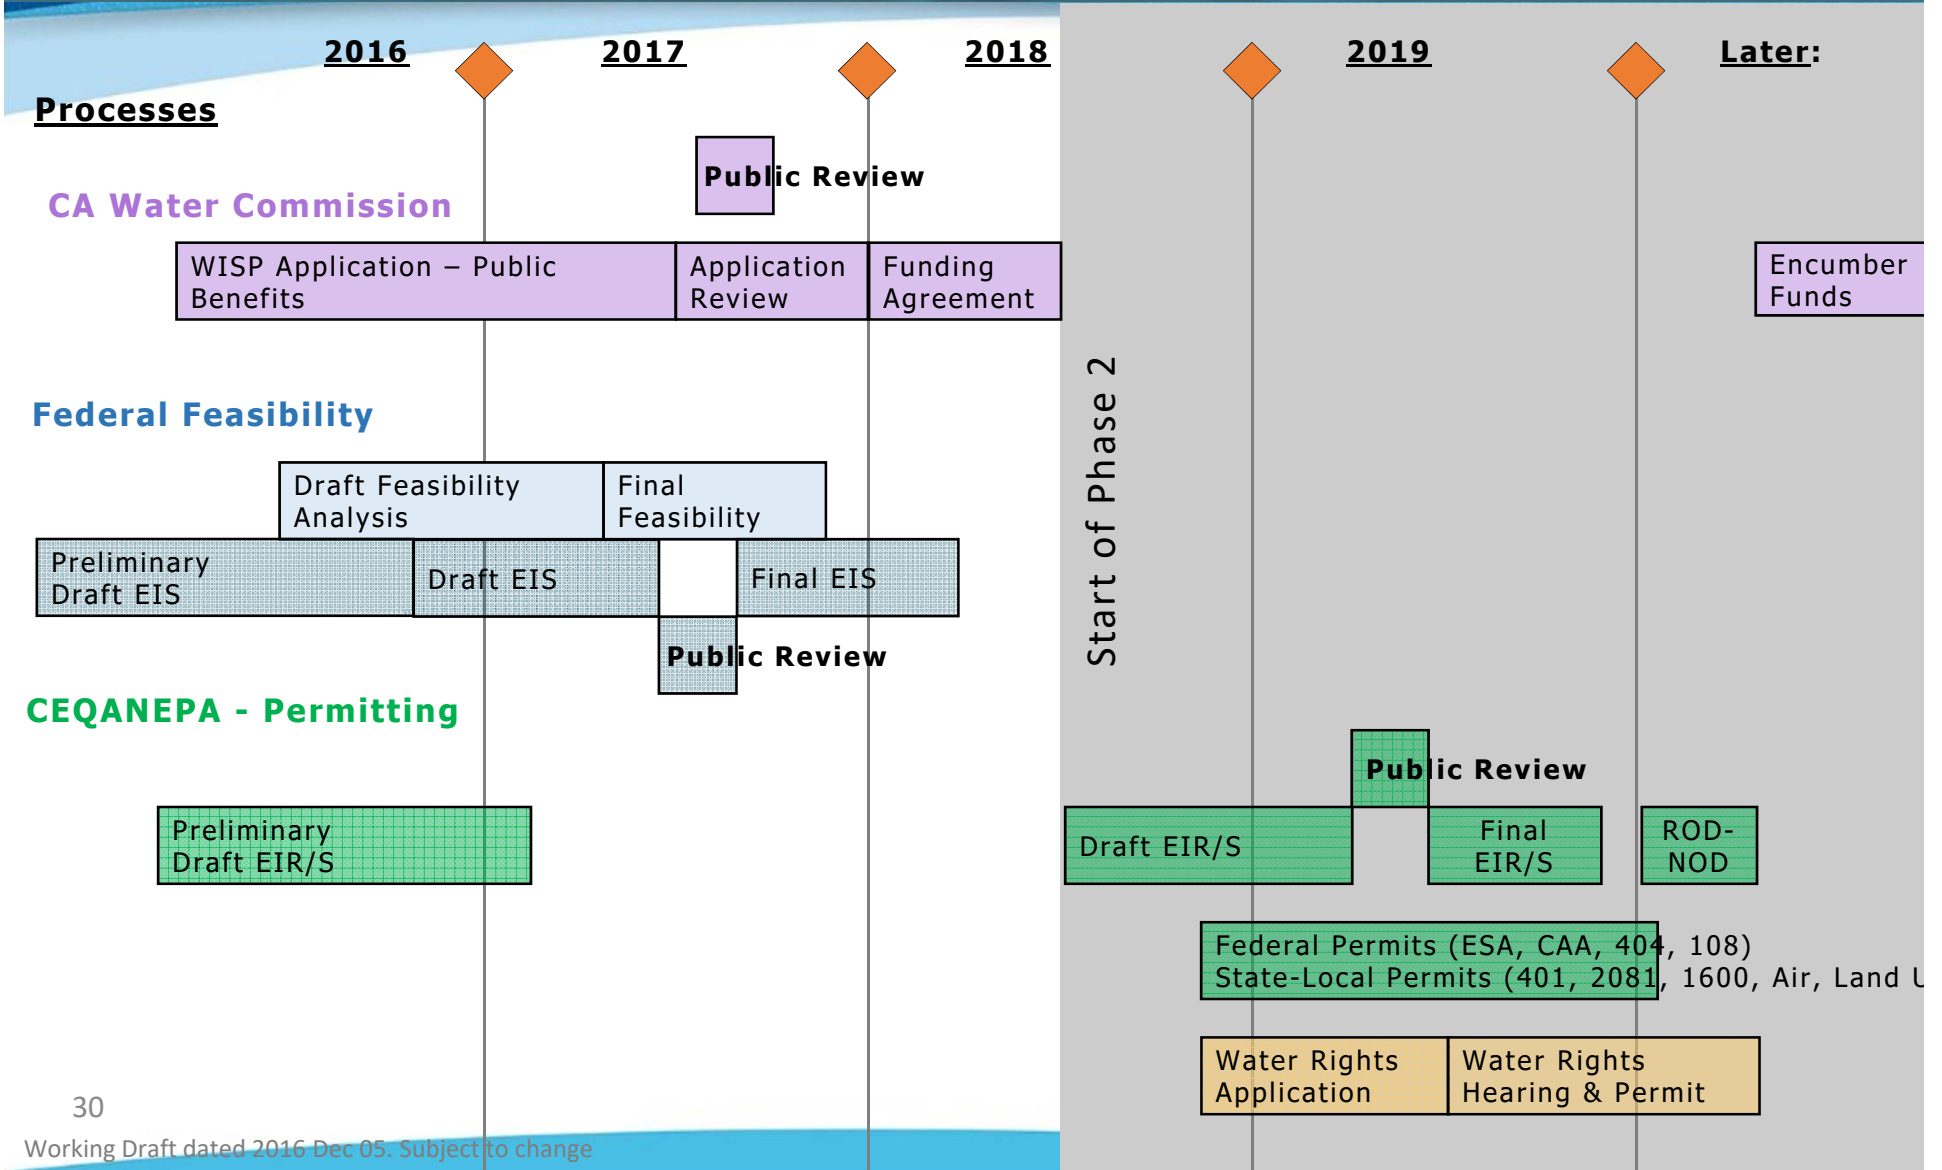 2016 2017 2018 2019 Later:
Processes
Public Review
CA Water Commission
WISP Application – Public
Benefits
Application
Review
Funding
Agreement
Encumber
Funds
Start of Phase 2
Federal Feasibility
Draft Feasibility
Analysis
Final
Feasibility
Preliminary
Draft EIS
Draft EIS
Final EIS
Public Review
CEQANEPA - Permitting
Public Review
Preliminary
Draft EIR/S
Draft EIR/S
Final
EIR/S
ROD-
NOD
Federal Permits (ESA, CAA, 404, 108)
State-Local Permits (401, 2081, 1600, Air, Land U
Water Rights
Application
Water Rights
Hearing & Permit
30
Working Draft dated 2016 Dec 05. Subject to change